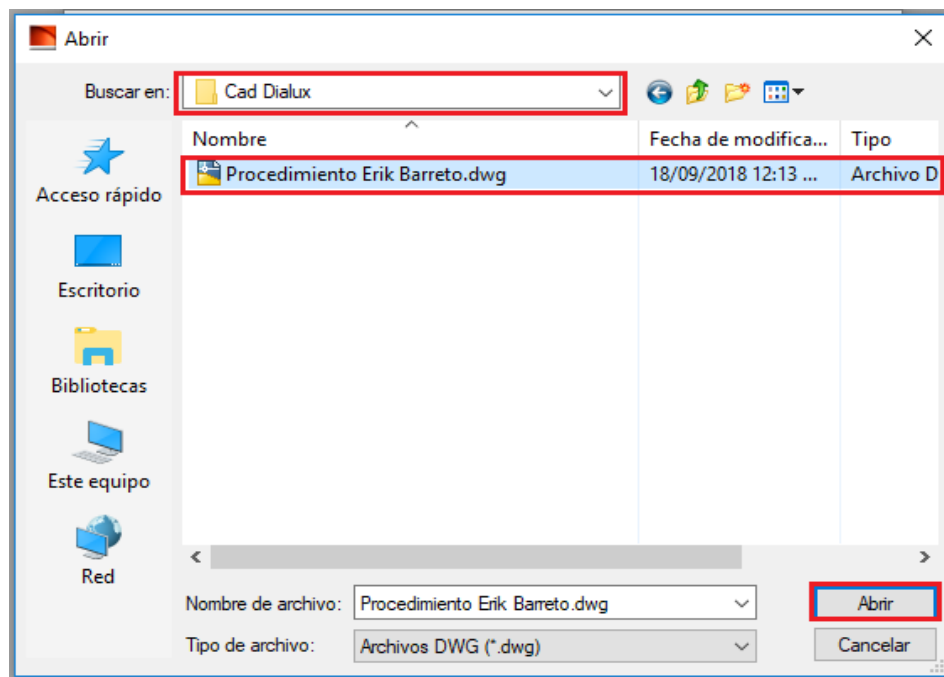 Abrir
Buscar en: Cad Dialux
Nombre Fecha de modifica... Tipo
Procedimiento Erik Barreto.dwg 18/09/2018 12:13 ... Archivo D
Acceso rápido
Escritorio
Bibliotecas
Este equipo
Red
Nombre de archivo: Procedimiento Erik Barreto.dwg Abrir
Tipo de archivo: Archivos DWG (*.dwg) Cancelar